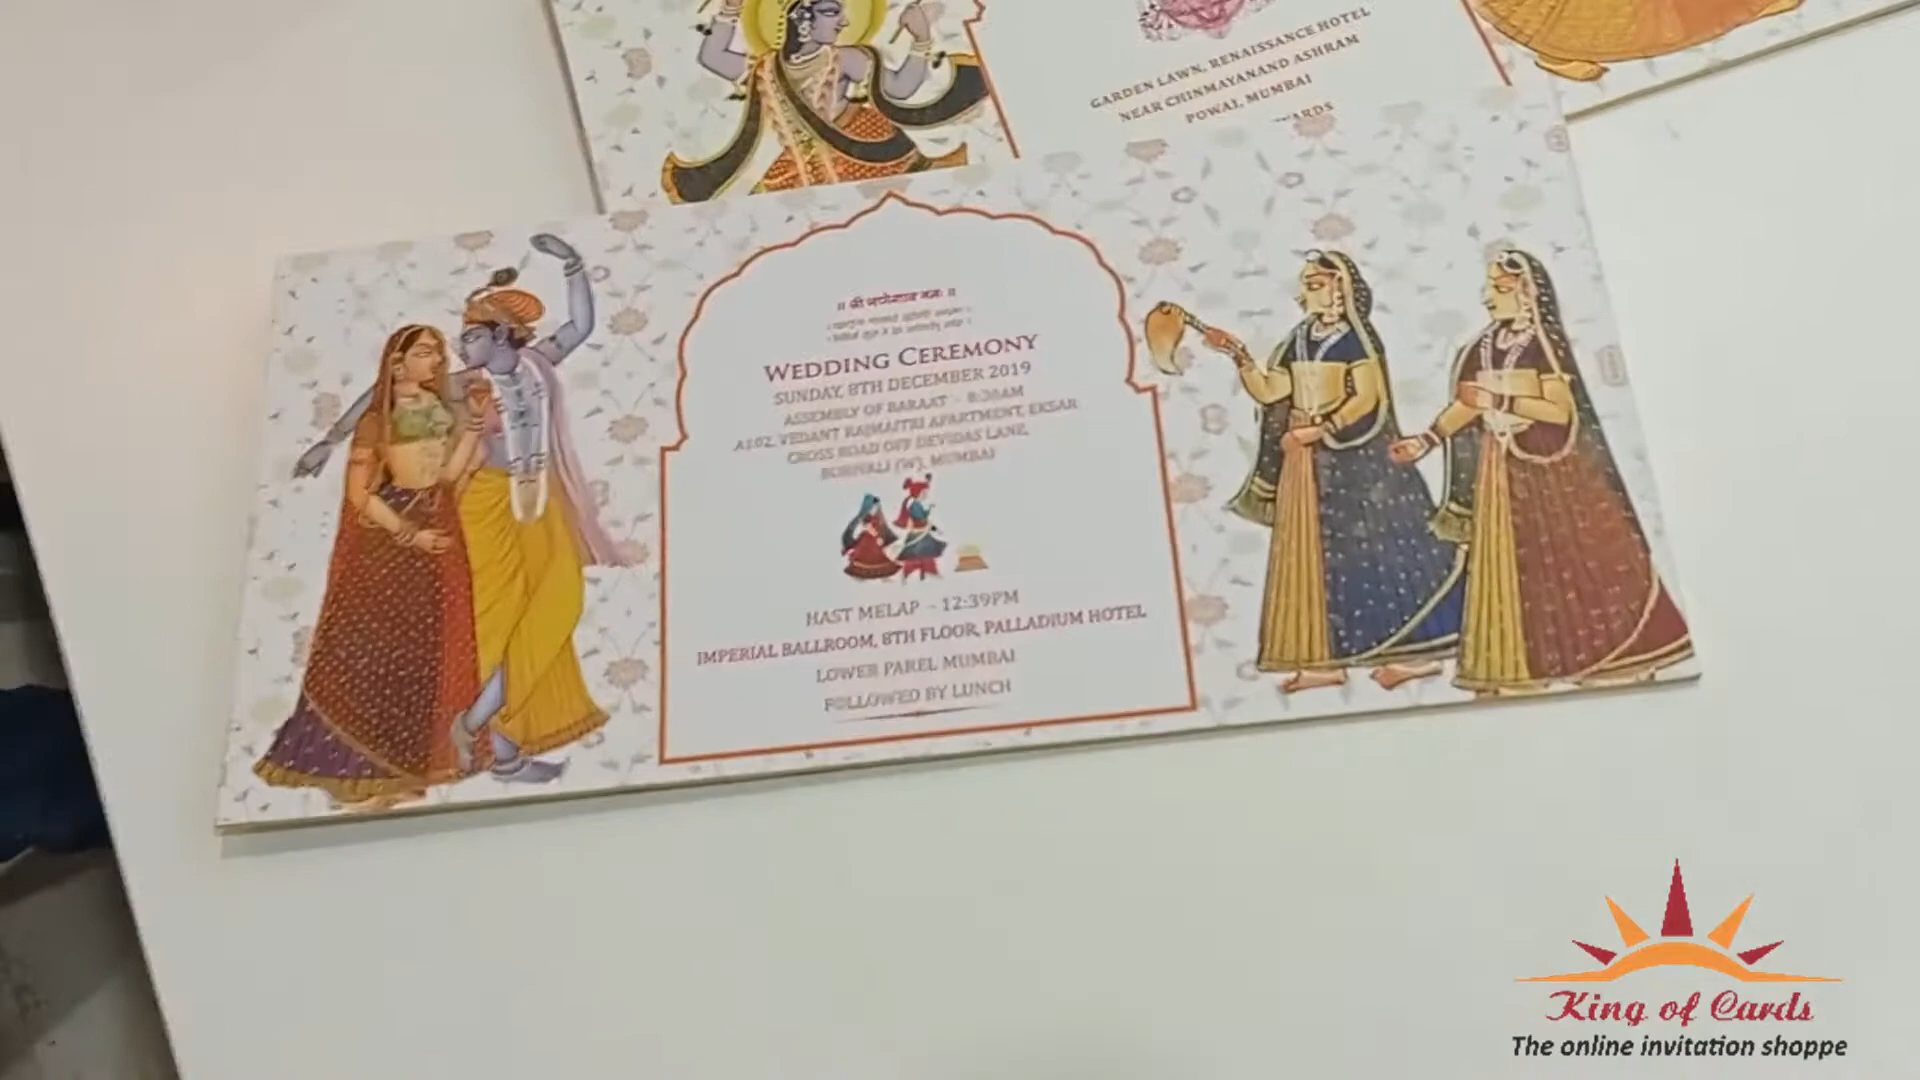 GARDEN LAWN, RENAISSANCE HOTEL
NEAR CHINMAYANAND ASHRAM
POWAI, MUMBAI
॥ श्री गणेशाय नमः ॥
WEDDING CEREMONY
SUNDAY, 8TH DECEMBER 2019
ASSEMBLY OF BARAAT - 8:30AM
A102, VEDANT RAJMAITRI APARTMENT, EKSAR
CROSS ROAD OFF DEVIDAS LANE,
BORIVALI (W), MUMBAI
HAST MELAP - 12:39PM
IMPERIAL BALLROOM, 8TH FLOOR, PALLADIUM HOTEL
LOWER PAREL MUMBAI
FOLLOWED BY LUNCH
King of Cards
The online invitation shoppe